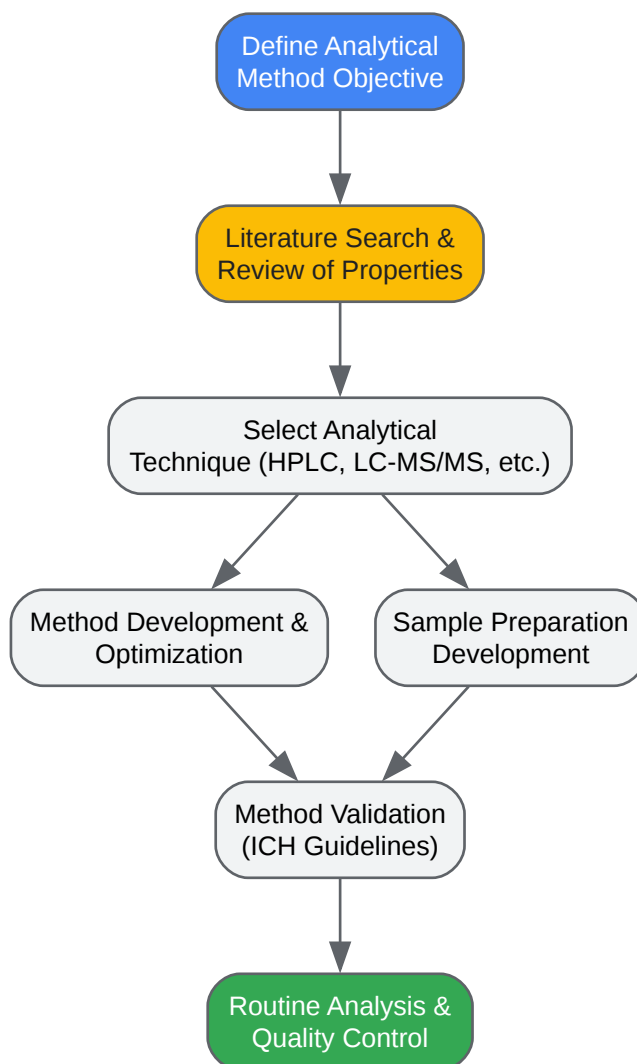 Define Analytical
Method Objective
Literature Search &
Review of Properties
Select Analytical
Technique (HPLC, LC-MS/MS, etc.)
Method Development &
Optimization
Sample Preparation
Development
Method Validation
(ICH Guidelines)
Routine Analysis &
Quality Control